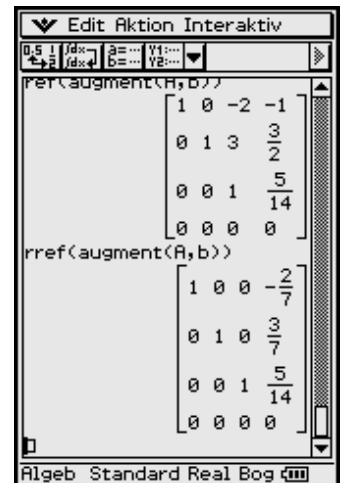 Edit Aktion Interaktiv
ref(augment(A,b))
1 0 -2 -1
0 1 3 3/2
0 0 1 5/14
0 0 0 0
rref(augment(A,b))
1 0 0 -2/7
0 1 0 3/7
0 0 1 5/14
0 0 0 0
Algeb Standard Real Bog